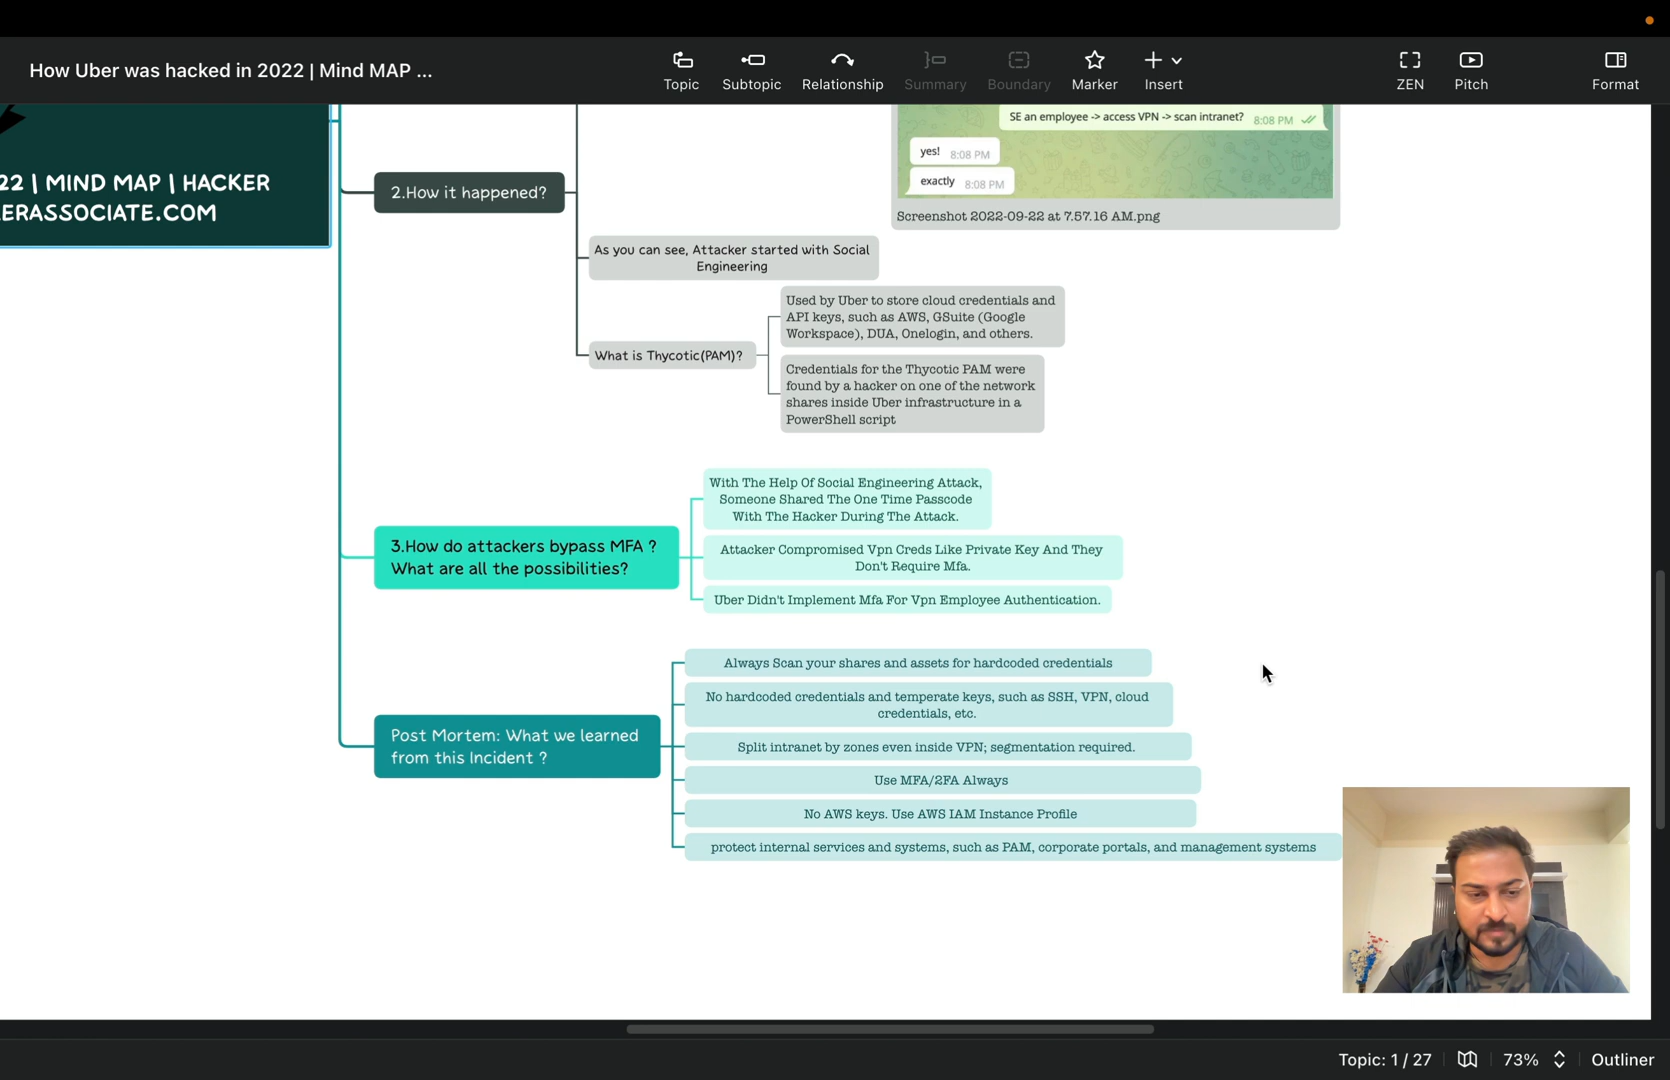 How Uber was hacked in 2022 | Mind MAP ...
Topic
Subtopic
Relationship
Summary
Boundary
Marker
Insert
ZEN
Pitch
Format
SE an employee -> access VPN -> scan intranet? 8:08 PM
yes! 8:08 PM
exactly 8:08 PM
Screenshot 2022-09-22 at 7.57.16 AM.png
22 | MIND MAP | HACKER
ERASSOCIATE.COM
2.How it happened?
As you can see, Attacker started with Social
Engineering
What is Thycotic(PAM)?
Used by Uber to store cloud credentials and
API keys, such as AWS, GSuite (Google
Workspace), DUA, Onelogin, and others.
Credentials for the Thycotic PAM were
found by a hacker on one of the network
shares inside Uber infrastructure in a
PowerShell script
3.How do attackers bypass MFA ?
What are all the possibilities?
With The Help Of Social Engineering Attack,
Someone Shared The One Time Passcode
With The Hacker During The Attack.
Attacker Compromised Vpn Creds Like Private Key And They
Don't Require Mfa.
Uber Didn't Implement Mfa For Vpn Employee Authentication.
Post Mortem: What we learned
from this Incident ?
Always Scan your shares and assets for hardcoded credentials
No hardcoded credentials and temperate keys, such as SSH, VPN, cloud
credentials, etc.
Split intranet by zones even inside VPN; segmentation required.
Use MFA/2FA Always
No AWS keys. Use AWS IAM Instance Profile
protect internal services and systems, such as PAM, corporate portals, and management systems
Topic: 1 / 27
73%
Outliner